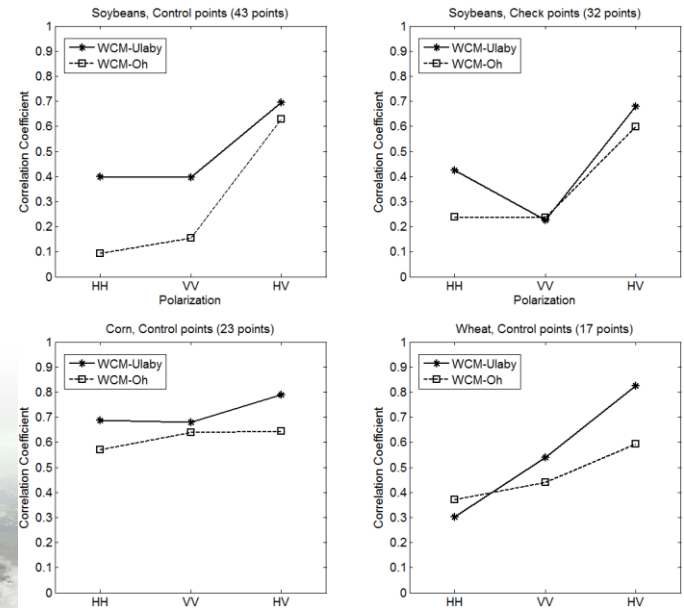 Soybeans, Control points (43 points)
1
0.9
0.8
0.7
0.6
0.5
0.4
0.3
0.2
0.1
0
Correlation Coefficient
WCM-Ulaby
WCM-Oh
HH VV HV
Polarization
Soybeans, Check points (32 points)
1
0.9
0.8
0.7
0.6
0.5
0.4
0.3
0.2
0.1
0
Correlation Coefficient
WCM-Ulaby
WCM-Oh
HH VV HV
Polarization
Corn, Control points (23 points)
1
0.9
0.8
0.7
0.6
0.5
0.4
0.3
0.2
0.1
0
Correlation Coefficient
WCM-Ulaby
WCM-Oh
HH VV HV
Wheat, Control points (17 points)
1
0.9
0.8
0.7
0.6
0.5
0.4
0.3
0.2
0.1
0
Correlation Coefficient
WCM-Ulaby
WCM-Oh
HH VV HV